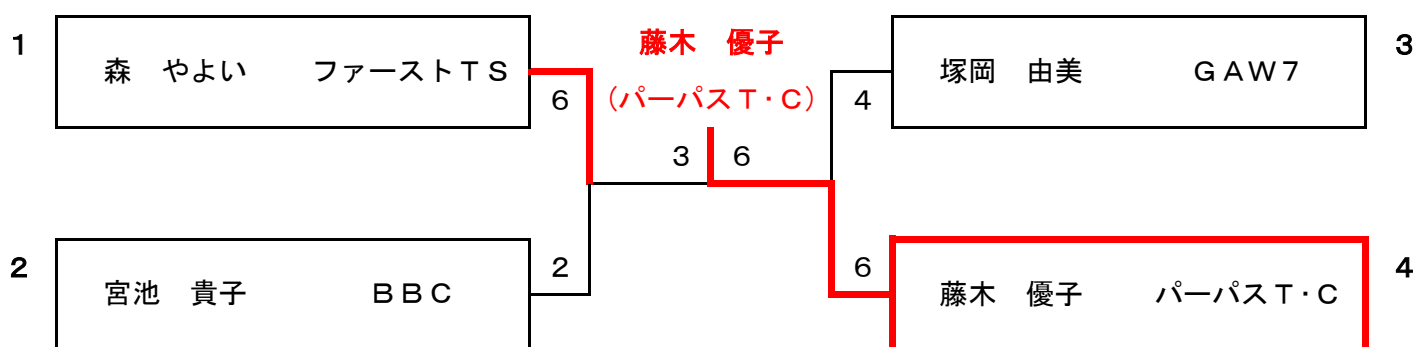 1
森　やよい　　ファーストＴＳ
6
藤木　優子
（パーパスＴ・Ｃ）
3
塚岡　由美　　　ＧＡＷ７
4
3 6
2
宮池　貴子　　　ＢＢＣ
2
6
藤木　優子　　パーパスＴ・Ｃ
4